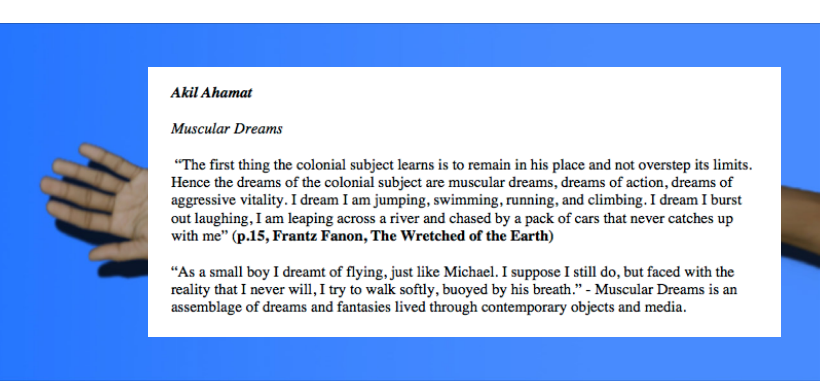 Akil Ahamat
Muscular Dreams
“The first thing the colonial subject learns is to remain in his place and not overstep its limits.
Hence the dreams of the colonial subject are muscular dreams, dreams of action, dreams of
aggressive vitality. I dream I am jumping, swimming, running, and climbing. I dream I burst
out laughing, I am leaping across a river and chased by a pack of cars that never catches up
with me” (p.15, Frantz Fanon, The Wretched of the Earth)
“As a small boy I dreamt of flying, just like Michael. I suppose I still do, but faced with the
reality that I never will, I try to walk softly, buoyed by his breath.” - Muscular Dreams is an
assemblage of dreams and fantasies lived through contemporary objects and media.